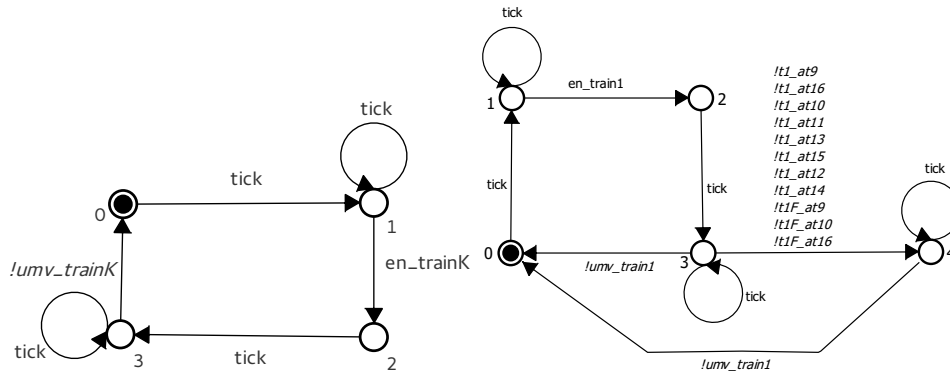 tick
0
tick
1
!umv_trainK
en_trainK
tick
3
tick
2
tick
1
en_train1
2
!t1_at9
!t1_at16
!t1_at10
!t1_at11
!t1_at13
!t1_at15
!t1_at12
!t1_at14
!t1F_at9
!t1F_at10
!t1F_at16
tick
tick
tick
0
!umv_train1
3
4
tick
!umv_train1